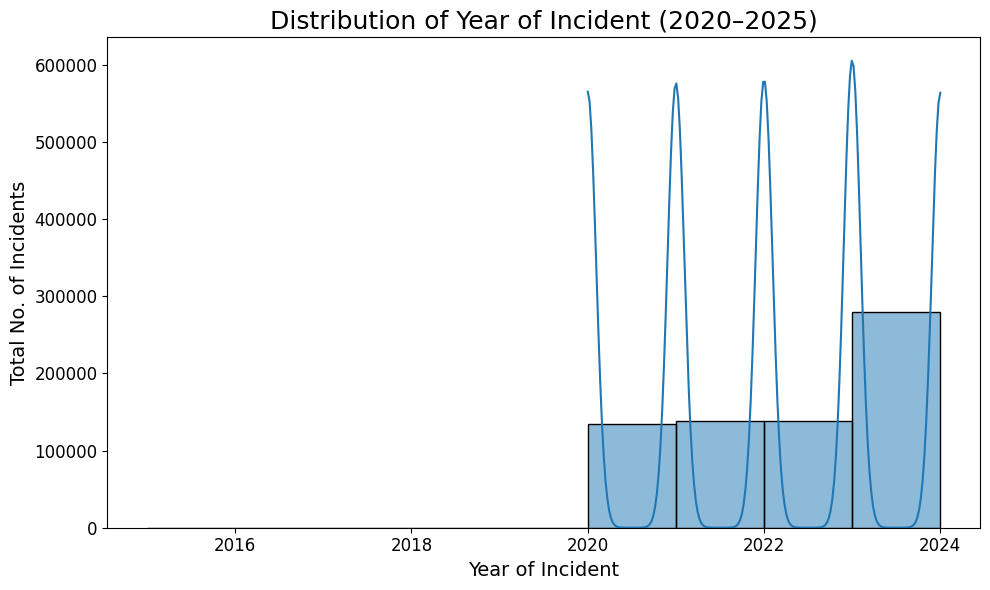 Distribution of Year of Incident (2020–2025)
Total No. of Incidents
600000
500000
400000
300000
200000
100000
0
2016 2018 2020 2022 2024
Year of Incident